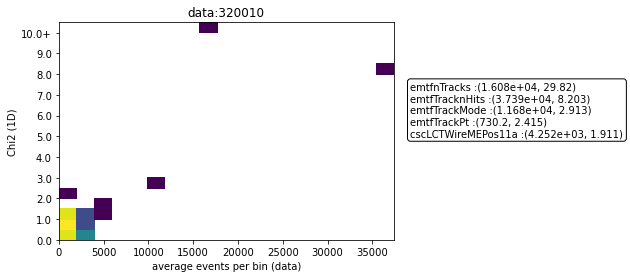 data:320010
10.0+
9.0
8.0
7.0
6.0
5.0
4.0
3.0
2.0
1.0
0.0
Chi2 (1D)
0 5000 10000 15000 20000 25000 30000 35000
average events per bin (data)
emtfnTracks :(1.608e+04, 29.82)
emtfTracknHits :(3.739e+04, 8.203)
emtfTrackMode :(1.168e+04, 2.913)
emtfTrackPt :(730.2, 2.415)
cscLCTWireMEPos11a :(4.252e+03, 1.911)